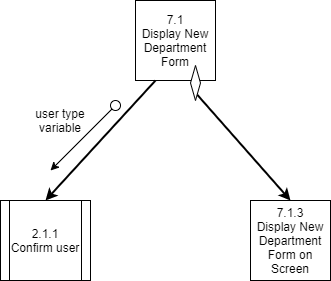 7.1
Display New
Department
Form
user type
variable
2.1.1
Confirm user
7.1.3
Display New
Department
Form on
Screen